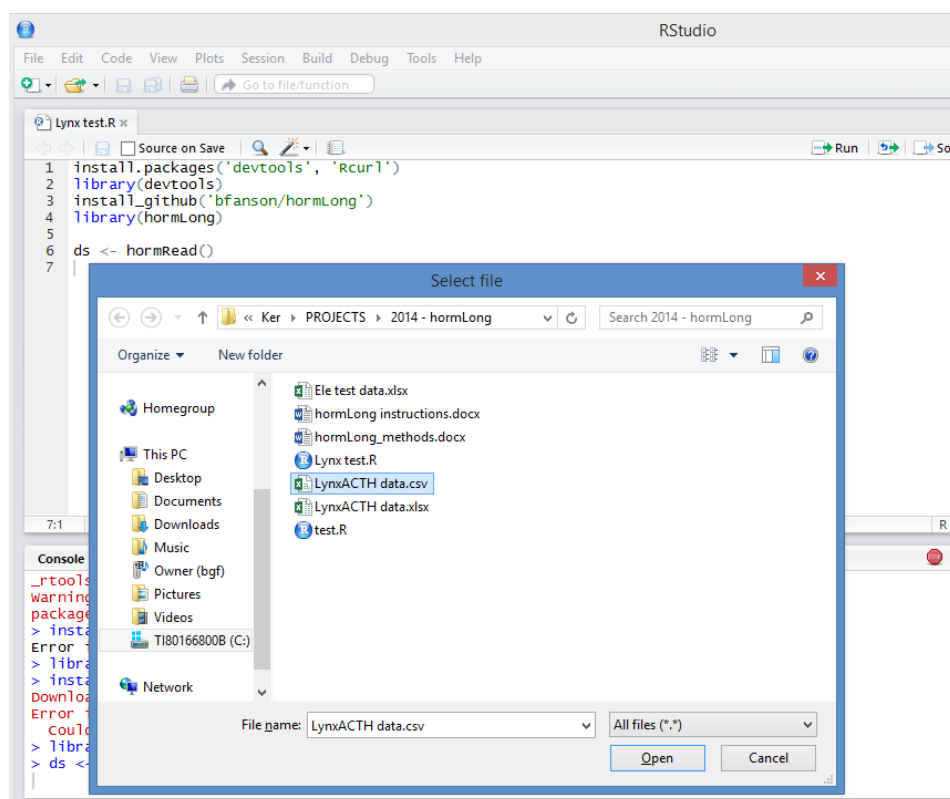 RStudio
File Edit Code View Plots Session Build Debug Tools Help
Go to file/function
Lynx test.R
Source on Save Run So
1 install.packages('devtools', 'Rcurl')
2 library(devtools)
3 install_github('bfanson/hormLong')
4 library(hormLong)
5
6 ds <- hormRead()
7
Select file
« Ker PROJECTS 2014 - hormLong Search 2014 - hormLong
Organize New folder
Homegroup
This PC
Desktop
Documents
Downloads
Music
Owner (bgf)
Pictures
Videos
TI80166800B (C:)
Network
Ele test data.xlsx
hormLong instructions.docx
hormLong_methods.docx
Lynx test.R
LynxACTH data.csv
LynxACTH data.xlsx
test.R
File name: LynxACTH data.csv All files (*.*)
Open Cancel
7:1 R
Console
_rtools
Warning
package
> insta
Error i
> libra
> insta
Downloa
Error i
Could
> libra
> ds <-